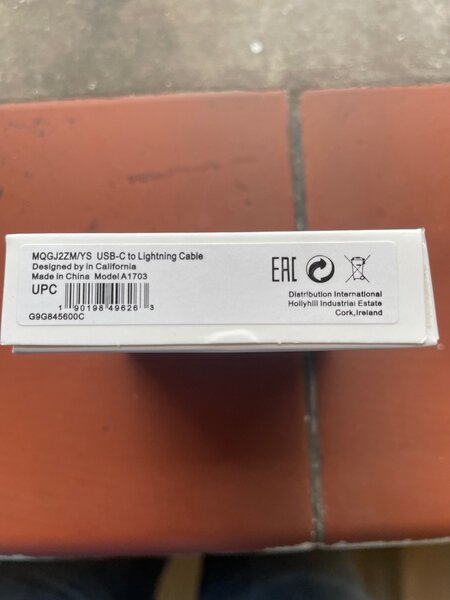 MQGJ2ZM/YS USB-C to Lightning Cable
Designed by in California
Made in China Model A1703
UPC
1 90198 49626 3
G9G845600C
EAC
Distribution International
Hollyhill Industrial Estate
Cork,Ireland